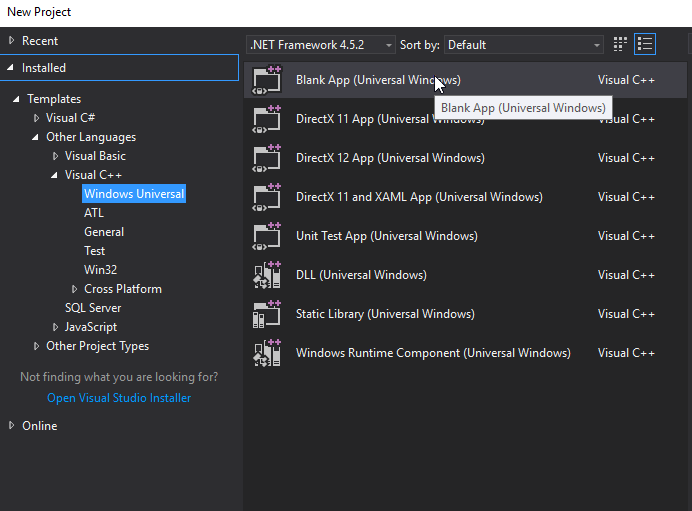 New Project
Recent
Installed
Templates
Visual C#
Other Languages
Visual Basic
Visual C++
Windows Universal
ATL
General
Test
Win32
Cross Platform
SQL Server
JavaScript
Other Project Types
Not finding what you are looking for?
Open Visual Studio Installer
Online
.NET Framework 4.5.2 Sort by: Default
Blank App (Universal Windows) Visual C++
Blank App (Universal Windows)
DirectX 11 App (Universal Windows) Visual C++
DirectX 12 App (Universal Windows) Visual C++
DirectX 11 and XAML App (Universal Windows) Visual C++
Unit Test App (Universal Windows) Visual C++
DLL (Universal Windows) Visual C++
Static Library (Universal Windows) Visual C++
Windows Runtime Component (Universal Windows) Visual C++